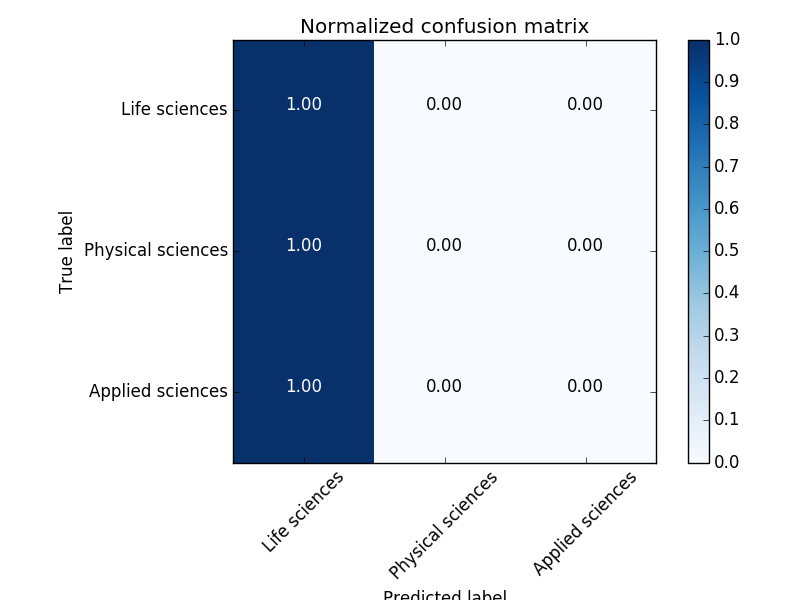 Normalized confusion matrix
True label
Life sciences 1.00 0.00 0.00
Physical sciences 1.00 0.00 0.00
Applied sciences 1.00 0.00 0.00
Life sciences Physical sciences Applied sciences
Predicted label
1.0
0.9
0.8
0.7
0.6
0.5
0.4
0.3
0.2
0.1
0.0